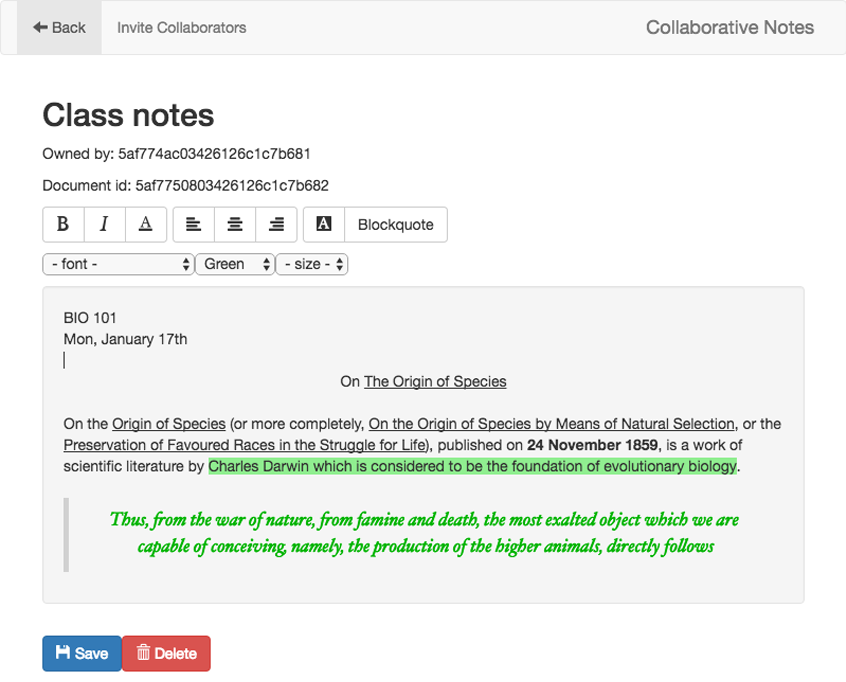 Back Invite Collaborators Collaborative Notes
Class notes
Owned by: 5af774ac03426126c1c7b681
Document id: 5af7750803426126c1c7b682
B I A A Blockquote
- font - Green - size -
BIO 101
Mon, January 17th
On The Origin of Species
On the Origin of Species (or more completely, On the Origin of Species by Means of Natural Selection, or the
Preservation of Favoured Races in the Struggle for Life), published on 24 November 1859, is a work of
scientific literature by Charles Darwin which is considered to be the foundation of evolutionary biology.
Thus, from the war of nature, from famine and death, the most exalted object which we are
capable of conceiving, namely, the production of the higher animals, directly follows
Save Delete